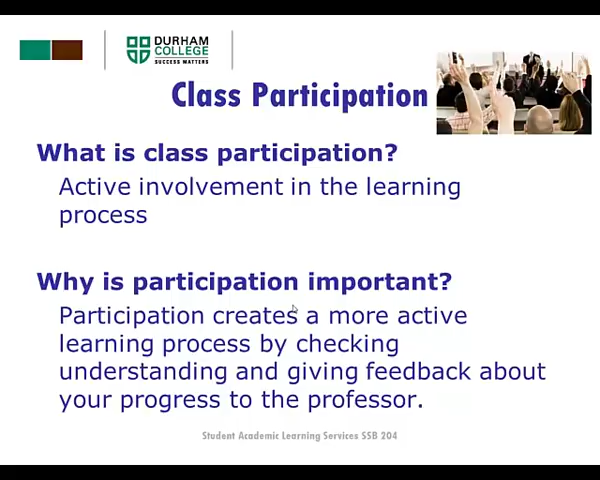 DURHAM
COLLEGE
SUCCESS MATTERS
Class Participation
What is class participation?
Active involvement in the learning
process
Why is participation important?
Participation creates a more active
learning process by checking
understanding and giving feedback about
your progress to the professor.
Student Academic Learning Services SSB 204